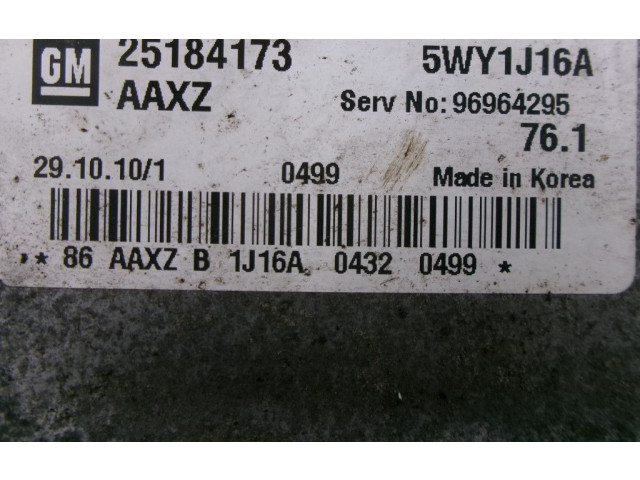 GM 25184173 5WY1J16A
AAXZ Serv No: 96964295
76.1
29.10.10/1 0499 Made in Korea
* 86 AAXZ B 1J16A 0432 0499 *